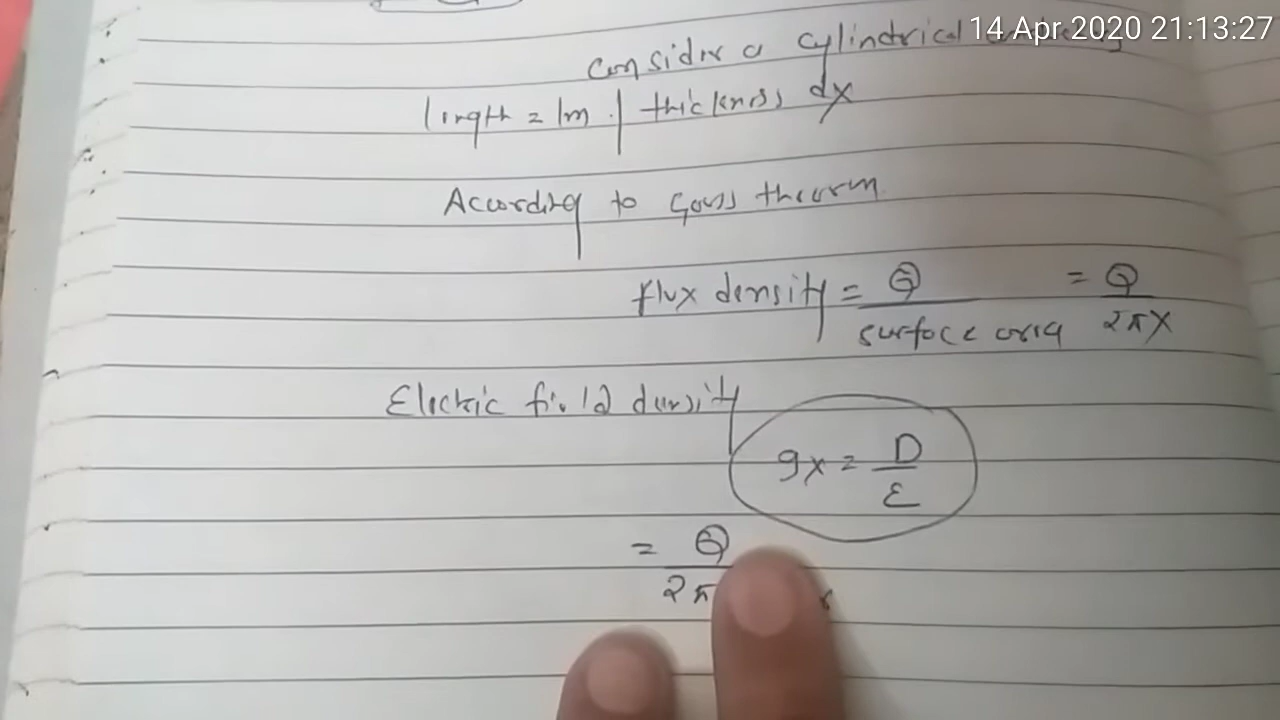 14 Apr 2020 21:13:27
Consider a cylindrical
length = 1m . thickness dx
According to Gauss theorem
flux density = Q / surface area = Q / 2πx
Electric field density
gx = D / ε
= Q / 2π